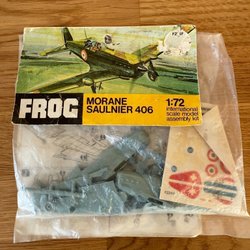 FROG
MORANE
SAULNIER 406
1:72
international
scale model
assembly kit